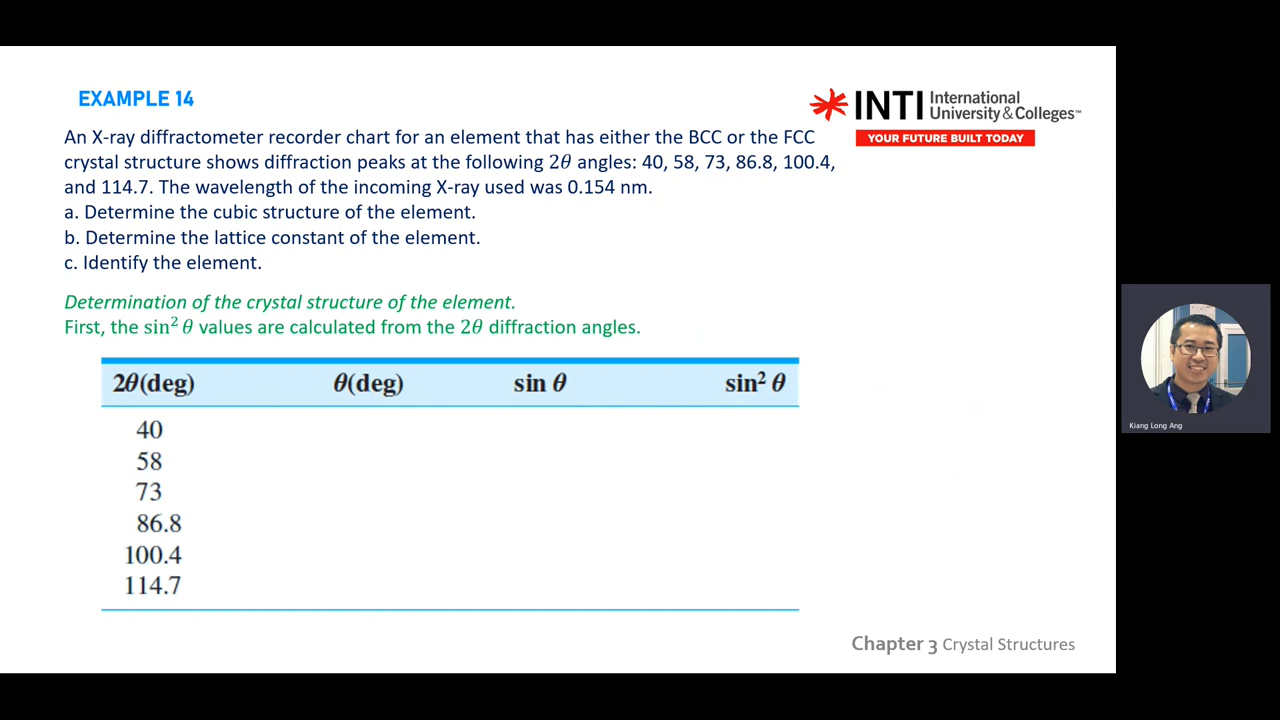 EXAMPLE 14
INTI International
University & Colleges™
YOUR FUTURE BUILT TODAY
An X-ray diffractometer recorder chart for an element that has either the BCC or the FCC
crystal structure shows diffraction peaks at the following 2θ angles: 40, 58, 73, 86.8, 100.4,
and 114.7. The wavelength of the incoming X-ray used was 0.154 nm.
a. Determine the cubic structure of the element.
b. Determine the lattice constant of the element.
c. Identify the element.
Determination of the crystal structure of the element.
First, the sin² θ values are calculated from the 2θ diffraction angles.
2θ(deg) θ(deg) sin θ sin² θ
40
58
73
86.8
100.4
114.7
Chapter 3 Crystal Structures
Kiang Long Ang